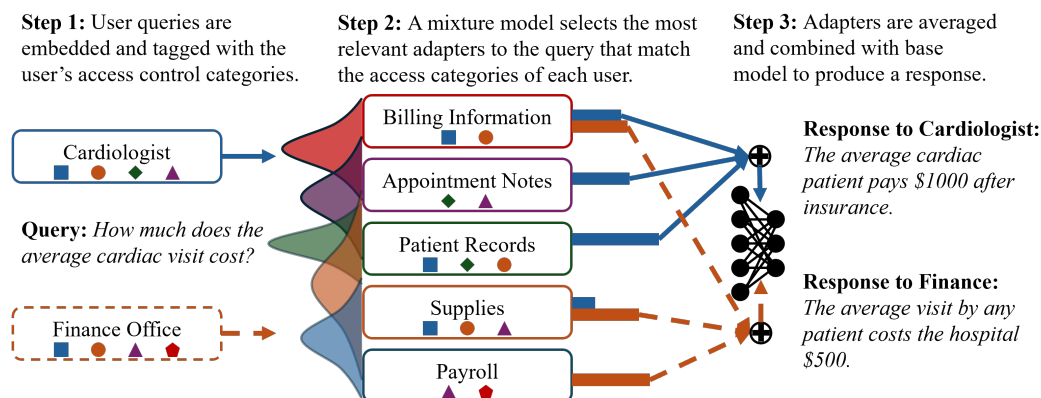 Step 1: User queries are
embedded and tagged with the
user's access control categories.
Step 2: A mixture model selects the most
relevant adapters to the query that match
the access categories of each user.
Step 3: Adapters are averaged
and combined with base
model to produce a response.
Cardiologist
Query: How much does the
average cardiac visit cost?
Finance Office
Billing Information
Appointment Notes
Patient Records
Supplies
Payroll
Response to Cardiologist:
The average cardiac
patient pays $1000 after
insurance.
Response to Finance:
The average visit by any
patient costs the hospital
$500.